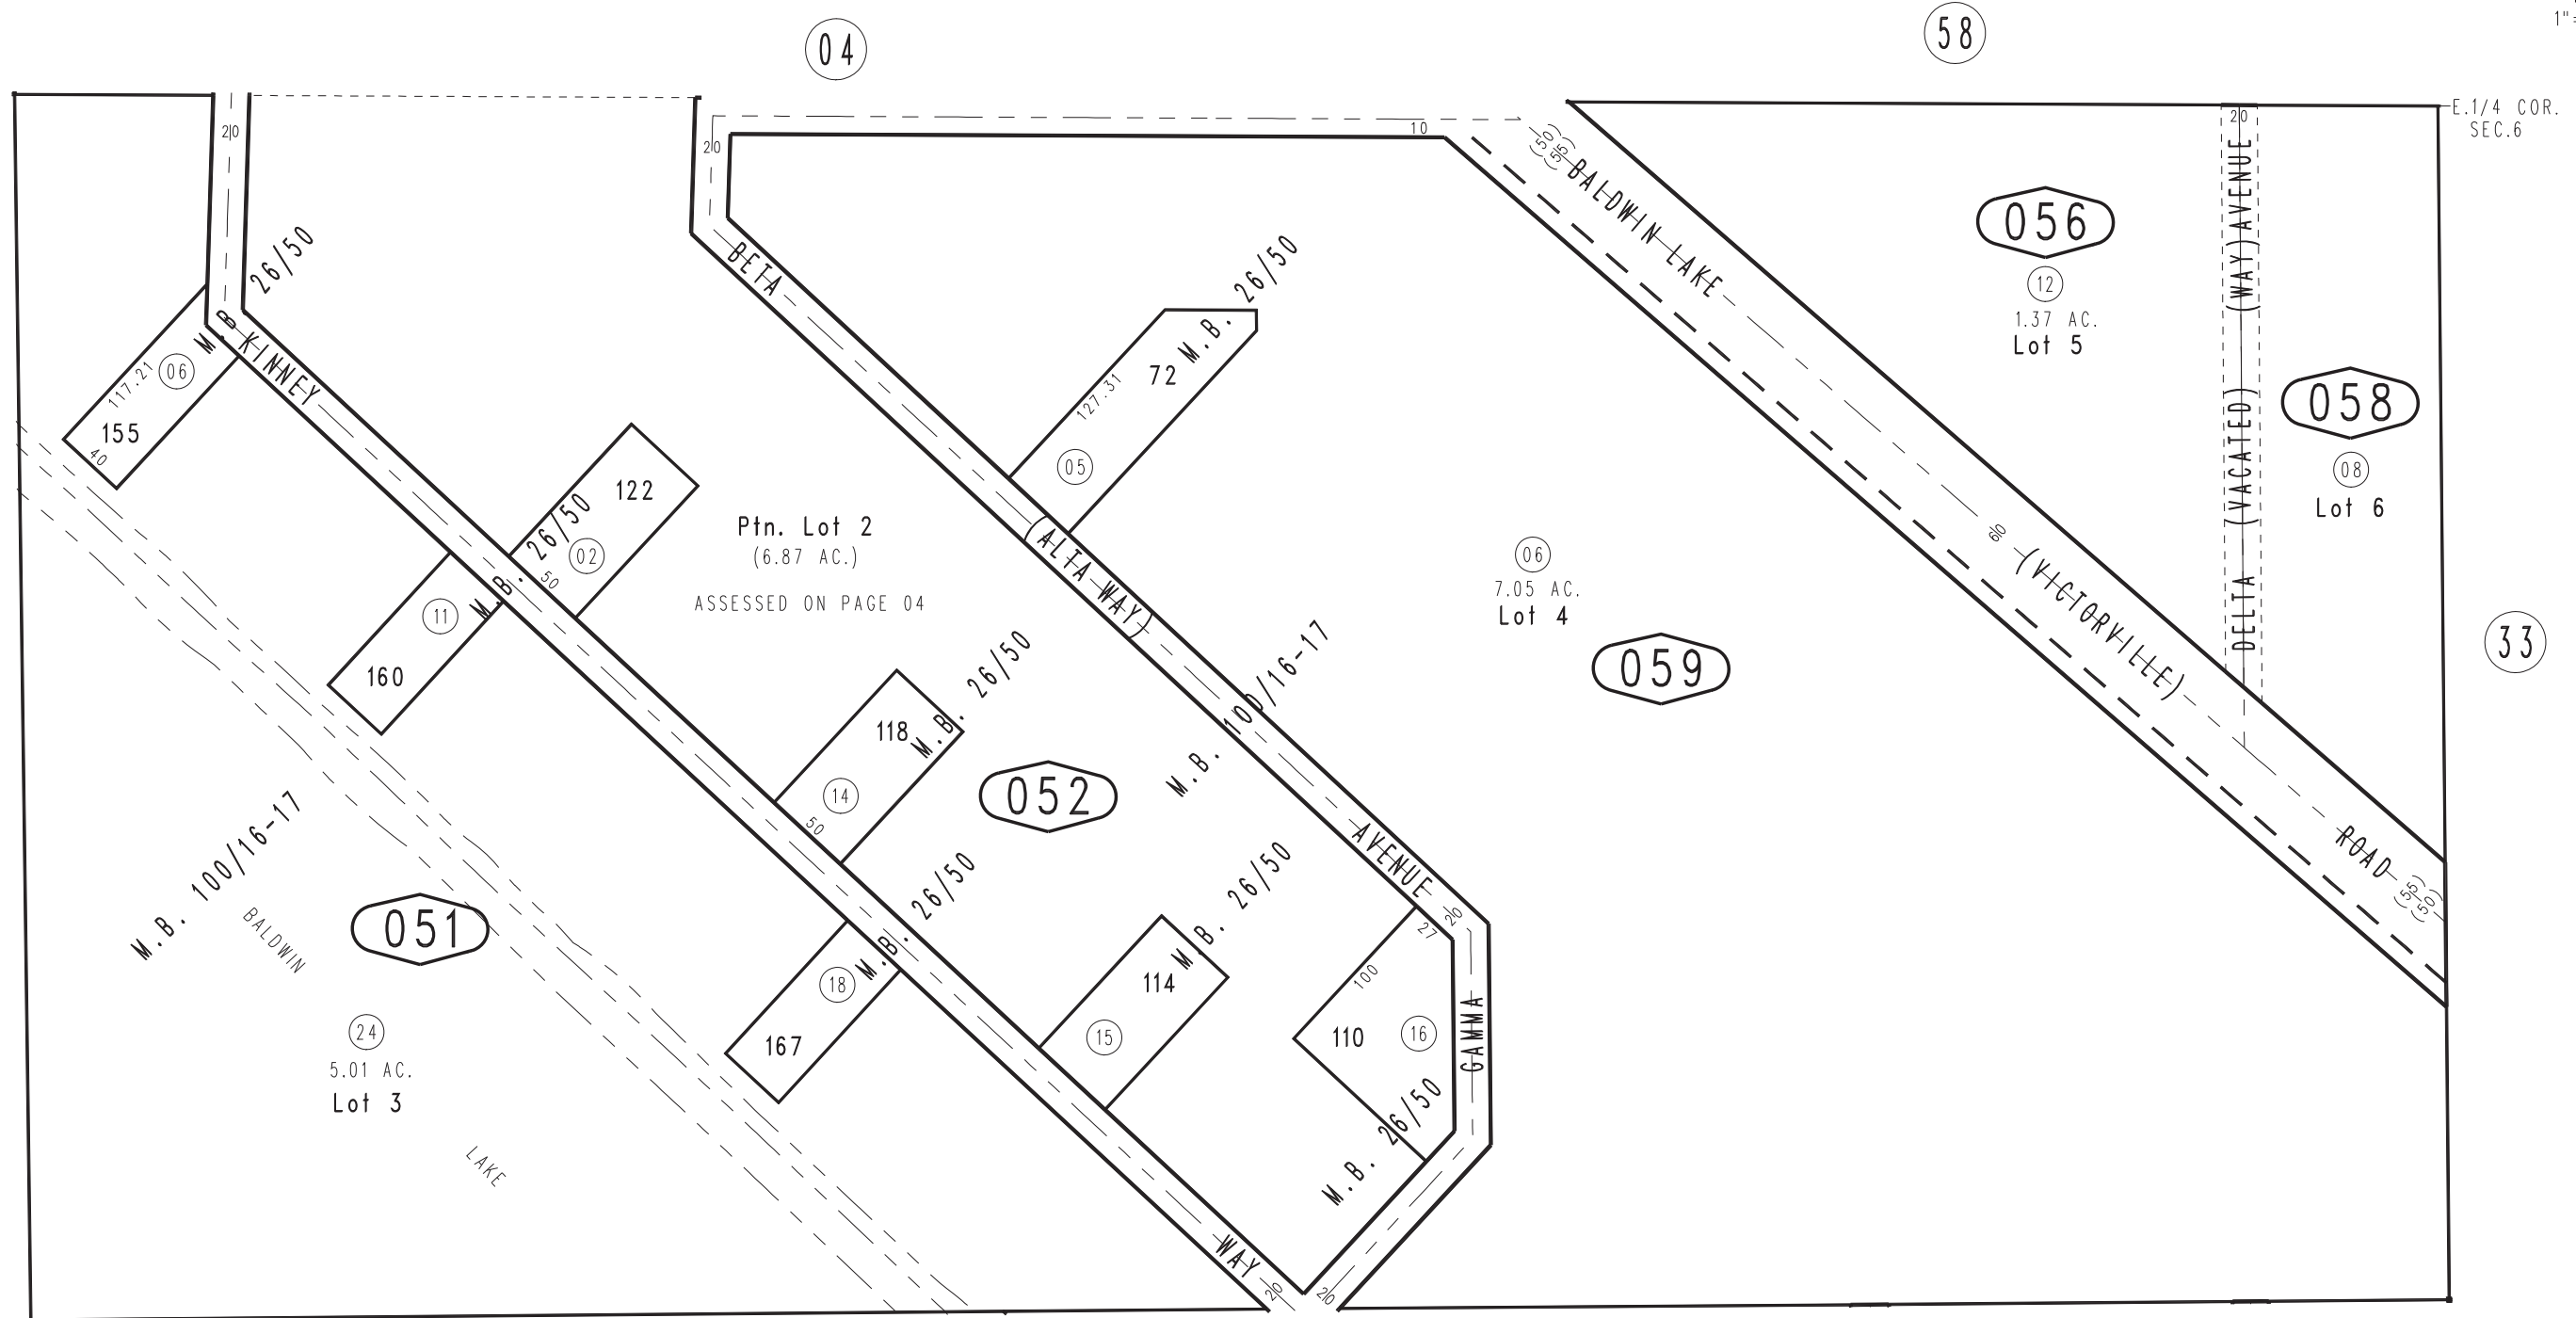 04
58
1"=
E.1/4 COR.
SEC.6
20
20
10
20
(50)
(55)
BALDWIN LAKE
(VICTORVILLE)
ROAD
60
(55)
(50)
DELTA (VACATED) (WAY) AVENUE
056
12
1.37 AC.
Lot 5
058
08
Lot 6
33
M.B. 26/50
06
117.21
155
40
KINNEY
WAY
20
BETA
(ALTA WAY)
AVENUE
20
M.B. 26/50
72
127.31
05
122
02
50
M.B. 26/50
11
160
Ptn. Lot 2
(6.87 AC.)
ASSESSED ON PAGE 04
06
7.05 AC.
Lot 4
059
M.B. 100/16-17
M.B. 26/50
118
14
50
052
M.B. 100/16-17
BALDWIN
LAKE
051
24
5.01 AC.
Lot 3
M.B. 26/50
18
167
M.B. 26/50
114
15
27
100
110
16
M.B. 26/50
GAMMA
20